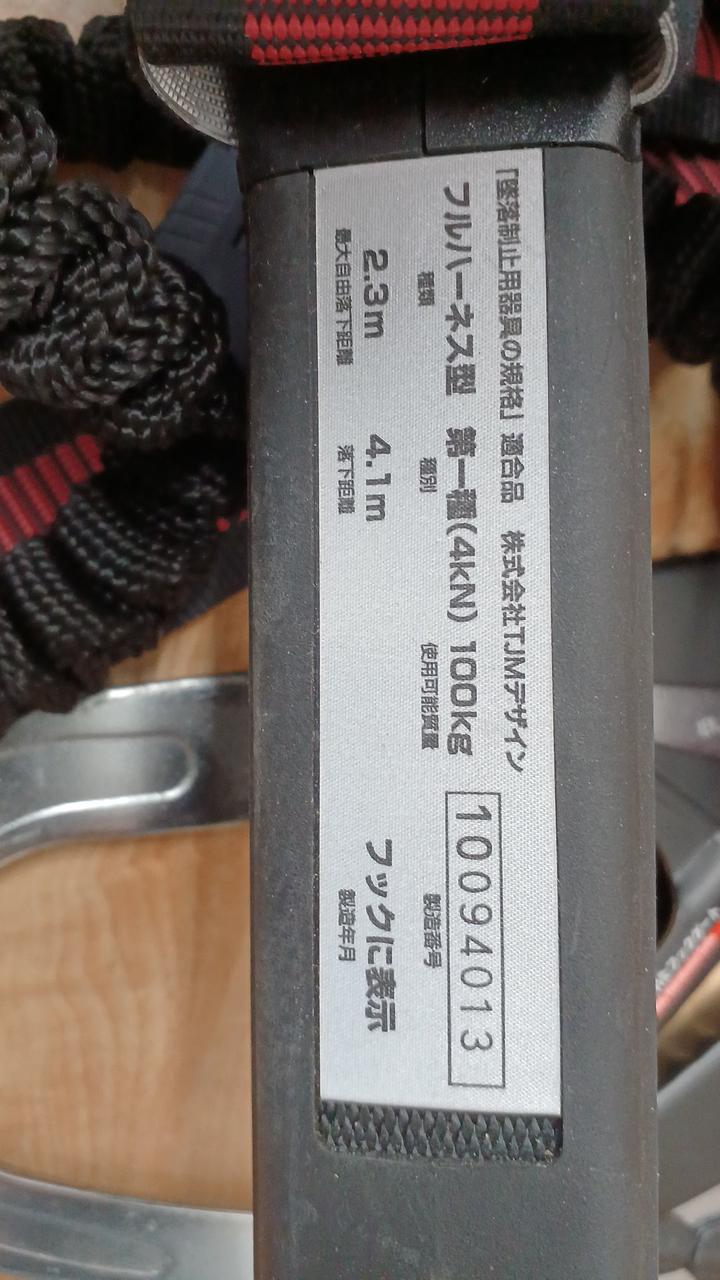 「墜落制止用器具の規格」適合品 株式会社TJMデザイン
フルハーネス型 第一種(4kN) 100kg 10094013
種類 種別 使用可能質量 製造番号
2.3m 4.1m フックに表示
最大自由落下距離 落下距離 製造年月